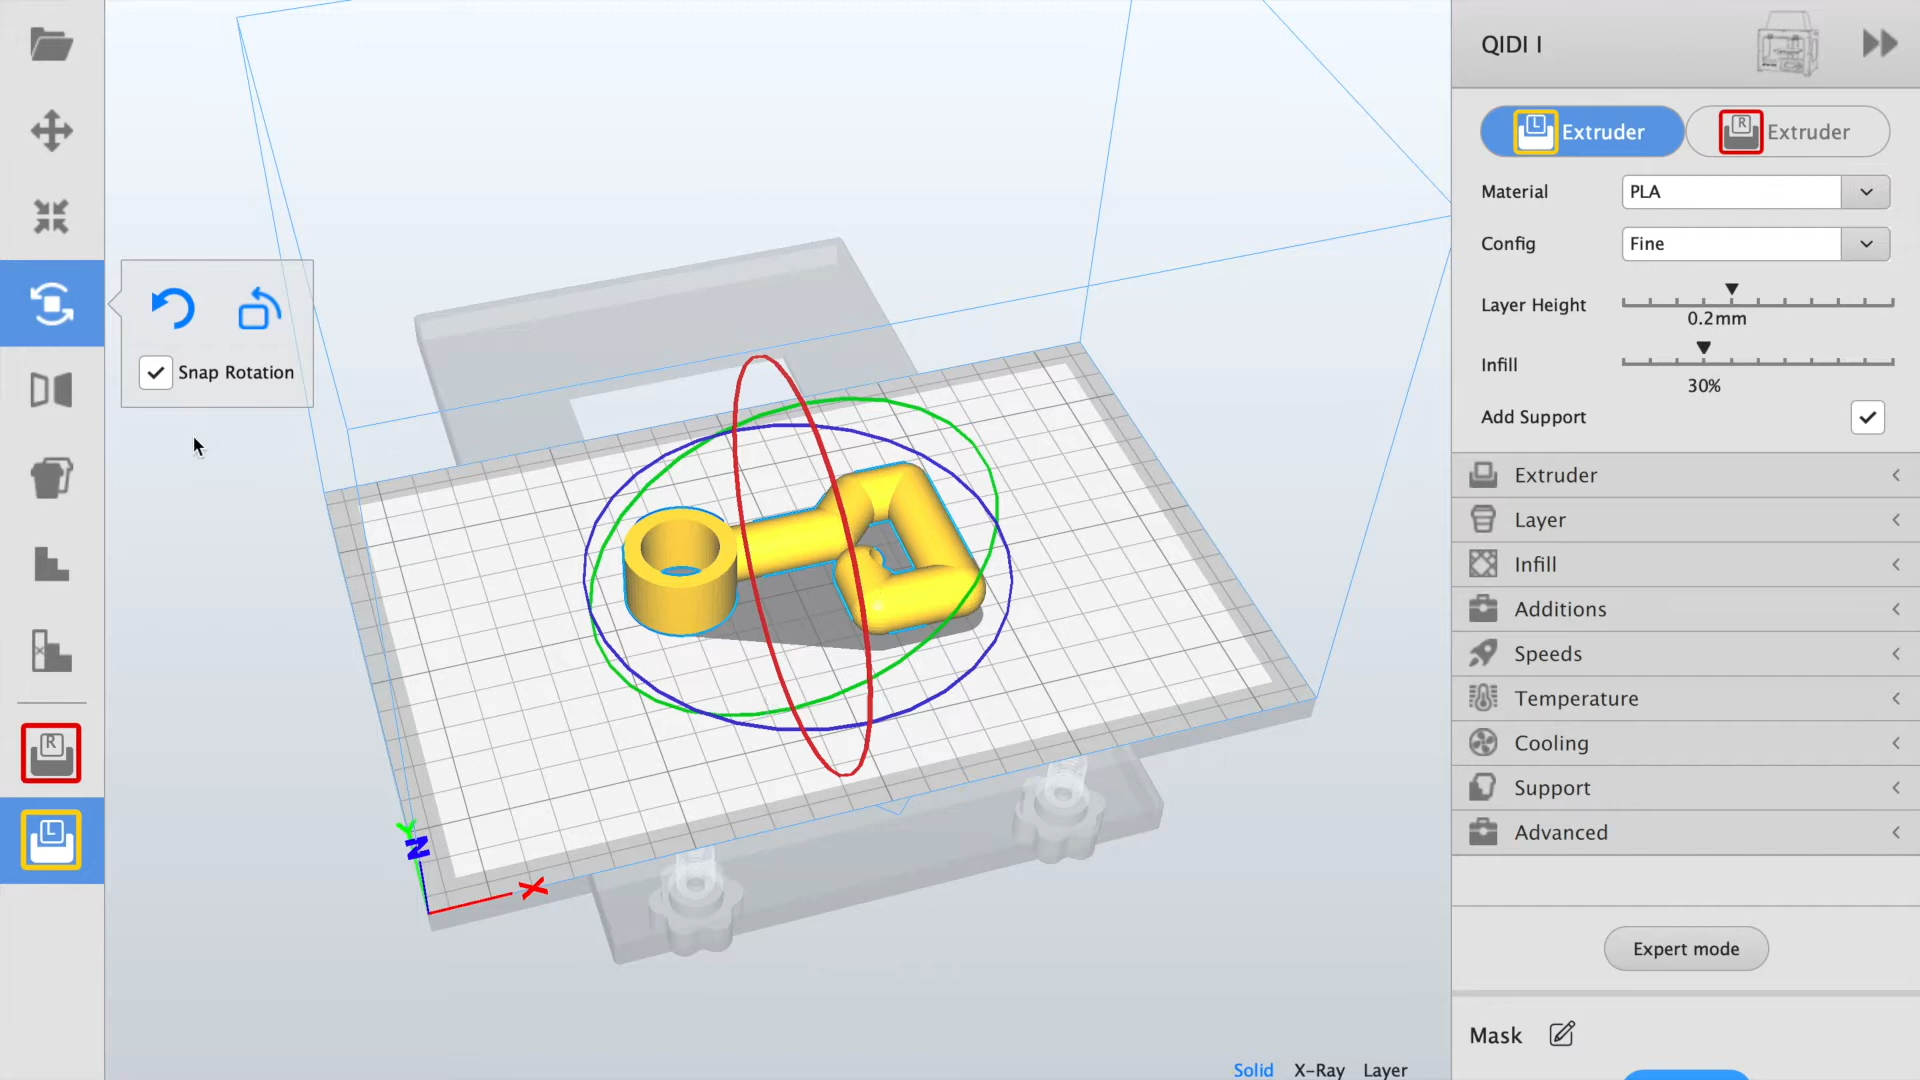 QIDI I
L Extruder
R Extruder
Material PLA
Config Fine
Layer Height
0.2mm
Infill
30%
Add Support
Snap Rotation
Extruder
Layer
Infill
Additions
Speeds
Temperature
Cooling
Support
Advanced
R
L
Y
Z
X
Expert mode
Mask
Solid X-Ray Layer